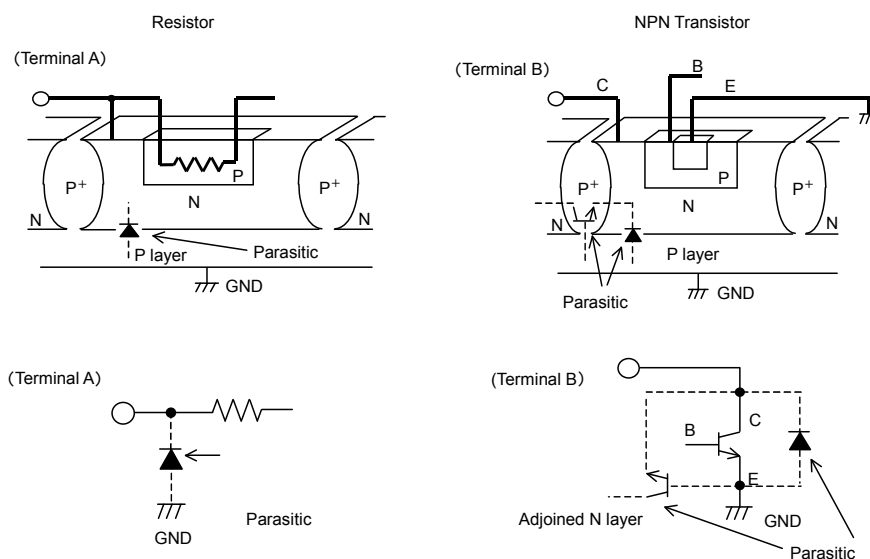 Resistor
NPN Transistor
(Terminal A)
(Terminal B)
B
C
E
P+
P
P+
P+
P
P+
N
N
N
N
N
N
P layer
Parasitic
P layer
GND
Parasitic
GND
(Terminal A)
(Terminal B)
C
B
E
GND
Parasitic
Adjoined N layer
GND
Parasitic